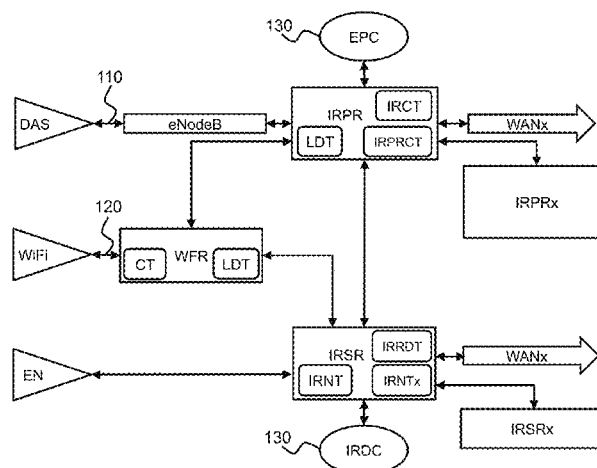 130
EPC
110
IRPR
IRCT
DAS
eNodeB
WANx
LDT
IRPRCT
IRPRx
120
WiFi
WFR
CT
LDT
IRSR
IRRDT
WANx
EN
IRNT
IRNTx
IRSRx
130
IRDC